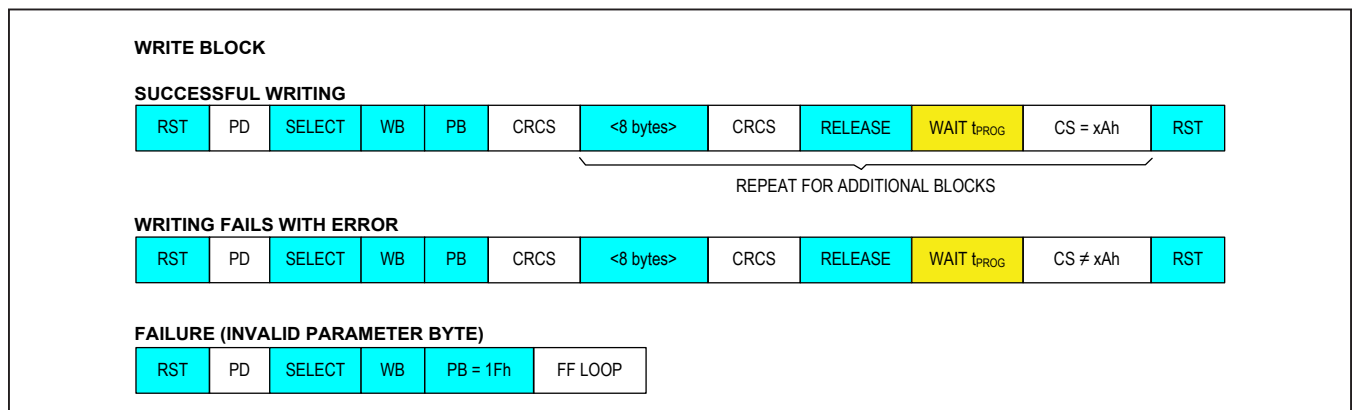 WRITE BLOCK
SUCCESSFUL WRITING
RST PD SELECT WB PB CRCS <8 bytes> CRCS RELEASE WAIT tPROG CS = xAh RST
REPEAT FOR ADDITIONAL BLOCKS
WRITING FAILS WITH ERROR
RST PD SELECT WB PB CRCS <8 bytes> CRCS RELEASE WAIT tPROG CS ≠ xAh RST
FAILURE (INVALID PARAMETER BYTE)
RST PD SELECT WB PB = 1Fh FF LOOP